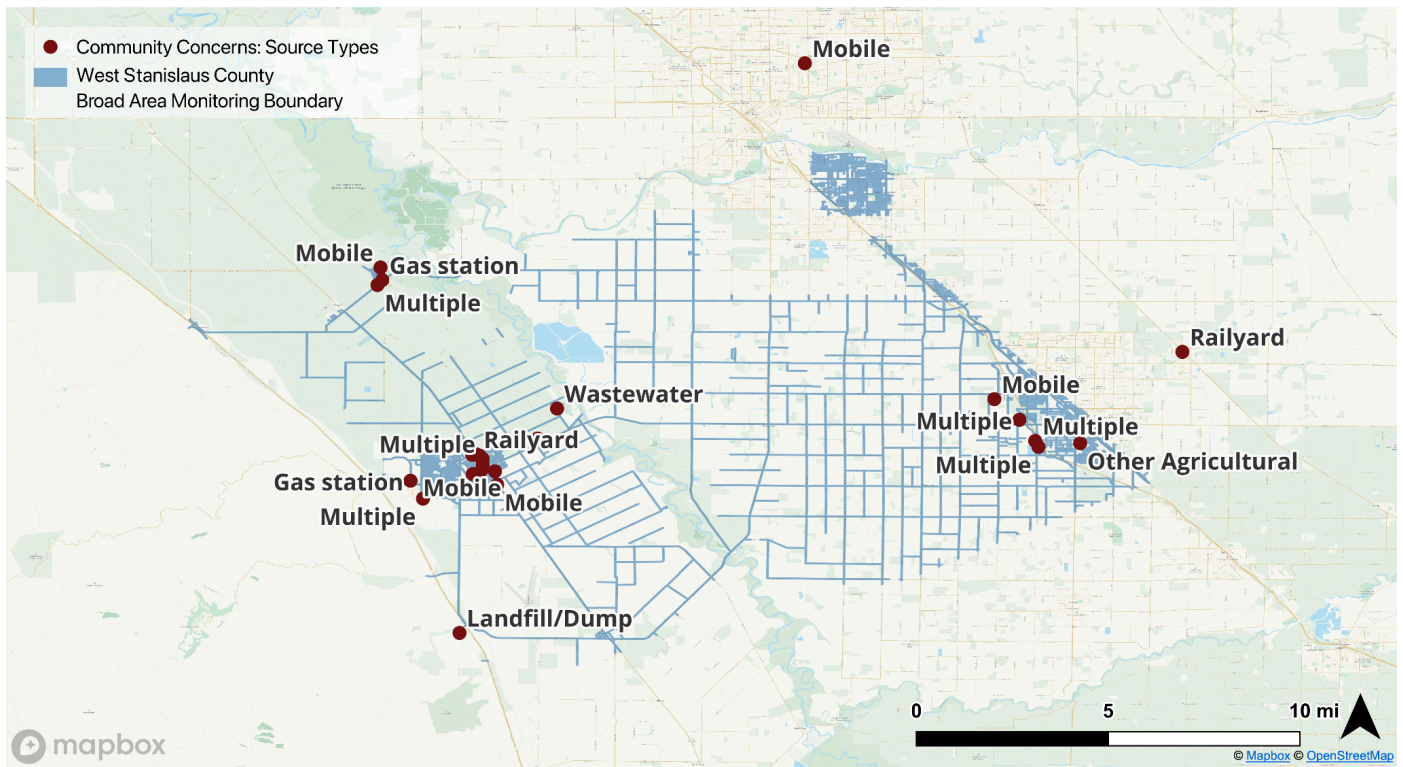 Community Concerns: Source Types
West Stanislaus County
Broad Area Monitoring Boundary
Mobile
Mobile
Gas station
Multiple
Railyard
Wastewater
Mobile
Multiple
Multiple
Multiple
Railyard
Multiple
Other Agricultural
Gas station
Mobile
Mobile
Multiple
Landfill/Dump
0 5 10 mi
mapbox
© Mapbox © OpenStreetMap